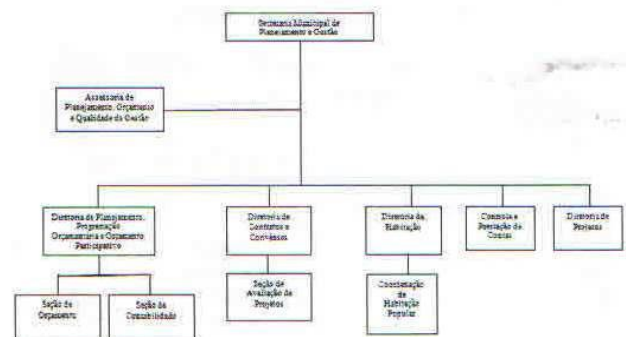 Secretaria Municipal de
Planejamento e Gestão
Assessoria de
Planejamento, Orçamento
e Qualidade da Gestão
Diretoria de Planejamento,
Programação
Orçamentária e Orçamento
Participativo
Diretoria de
Contratos e
Convênios
Diretoria da
Habitação
Controle e
Prestação de
Contas
Diretoria de
Projetos
Seção de
Orçamento
Seção de
Contabilidade
Seção de
Avaliação de
Projetos
Coordenação
de
Habitação
Popular